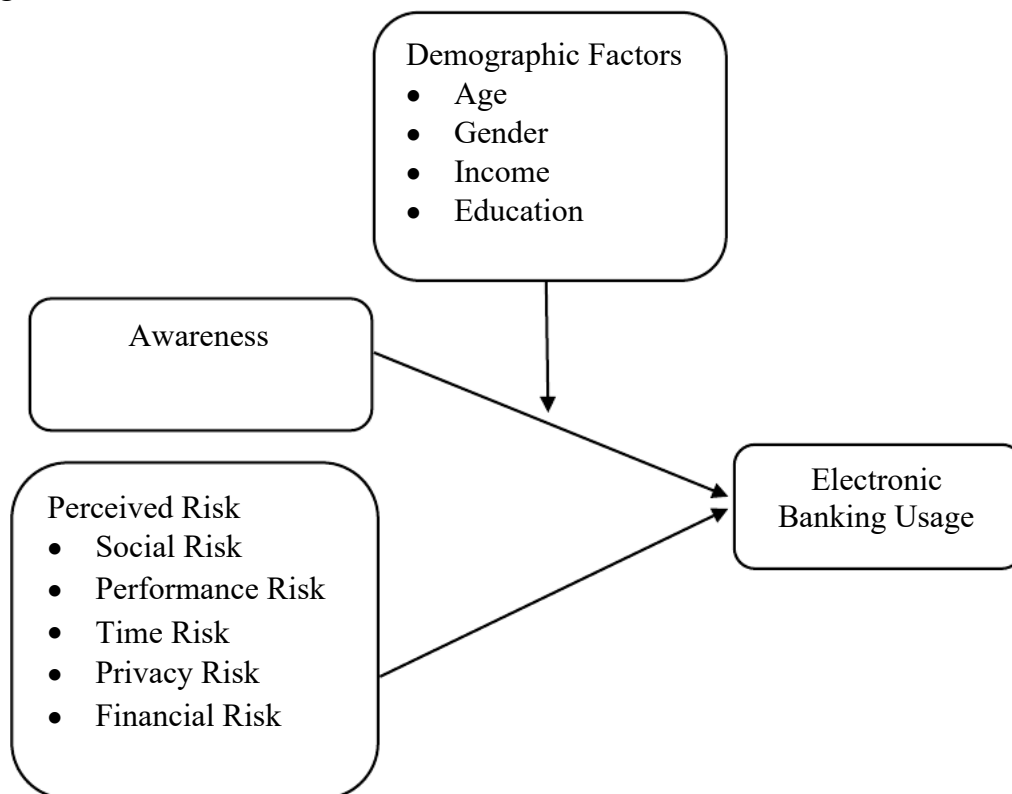 Demographic Factors
• Age
• Gender
• Income
• Education
Awareness
Electronic
Banking Usage
Perceived Risk
• Social Risk
• Performance Risk
• Time Risk
• Privacy Risk
• Financial Risk